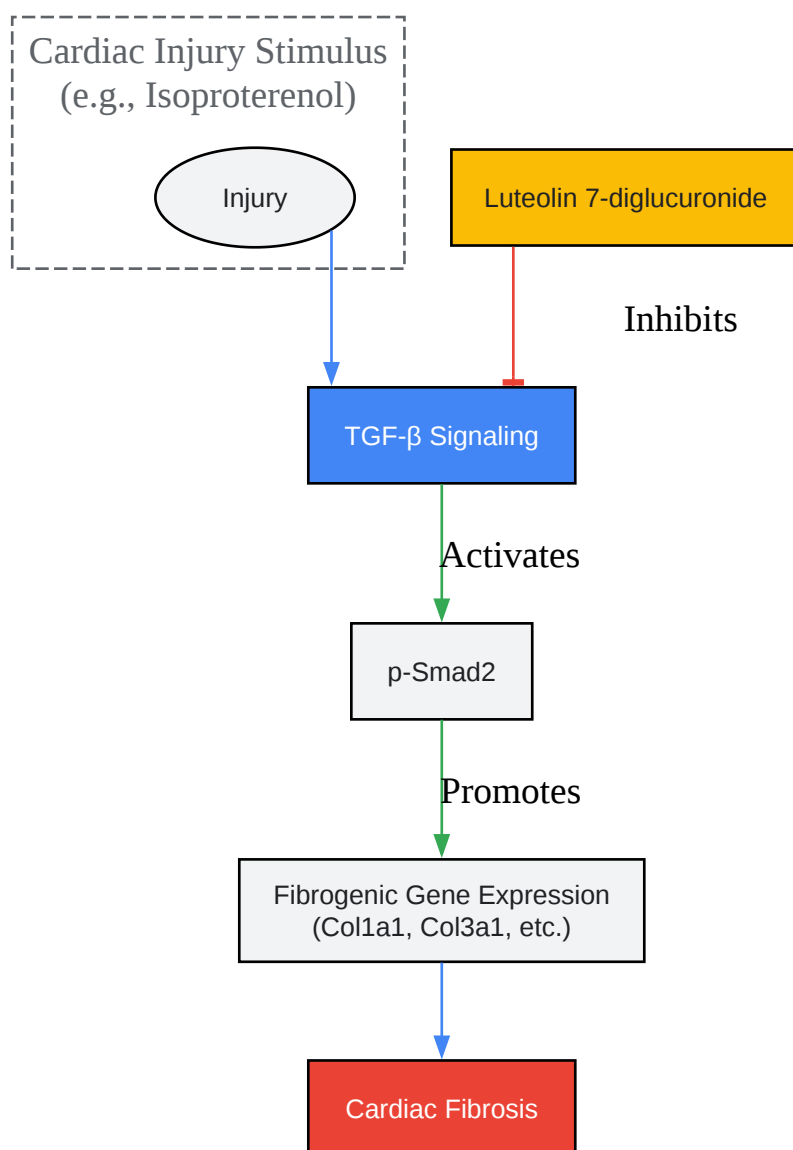 Cardiac Injury Stimulus
(e.g., Isoproterenol)
Injury
Luteolin 7-diglucuronide
Inhibits
TGF-β Signaling
Activates
p-Smad2
Promotes
Fibrogenic Gene Expression
(Col1a1, Col3a1, etc.)
Cardiac Fibrosis